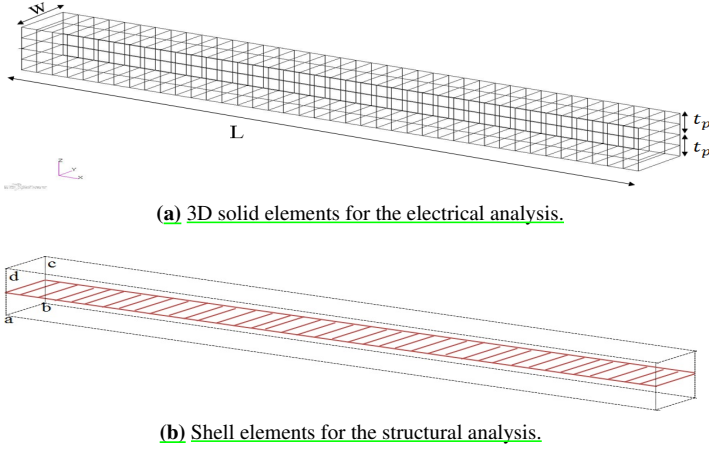 W
L
t_p
t_p
z
y
x
(a) 3D solid elements for the electrical analysis.
c
d
b
a
(b) Shell elements for the structural analysis.